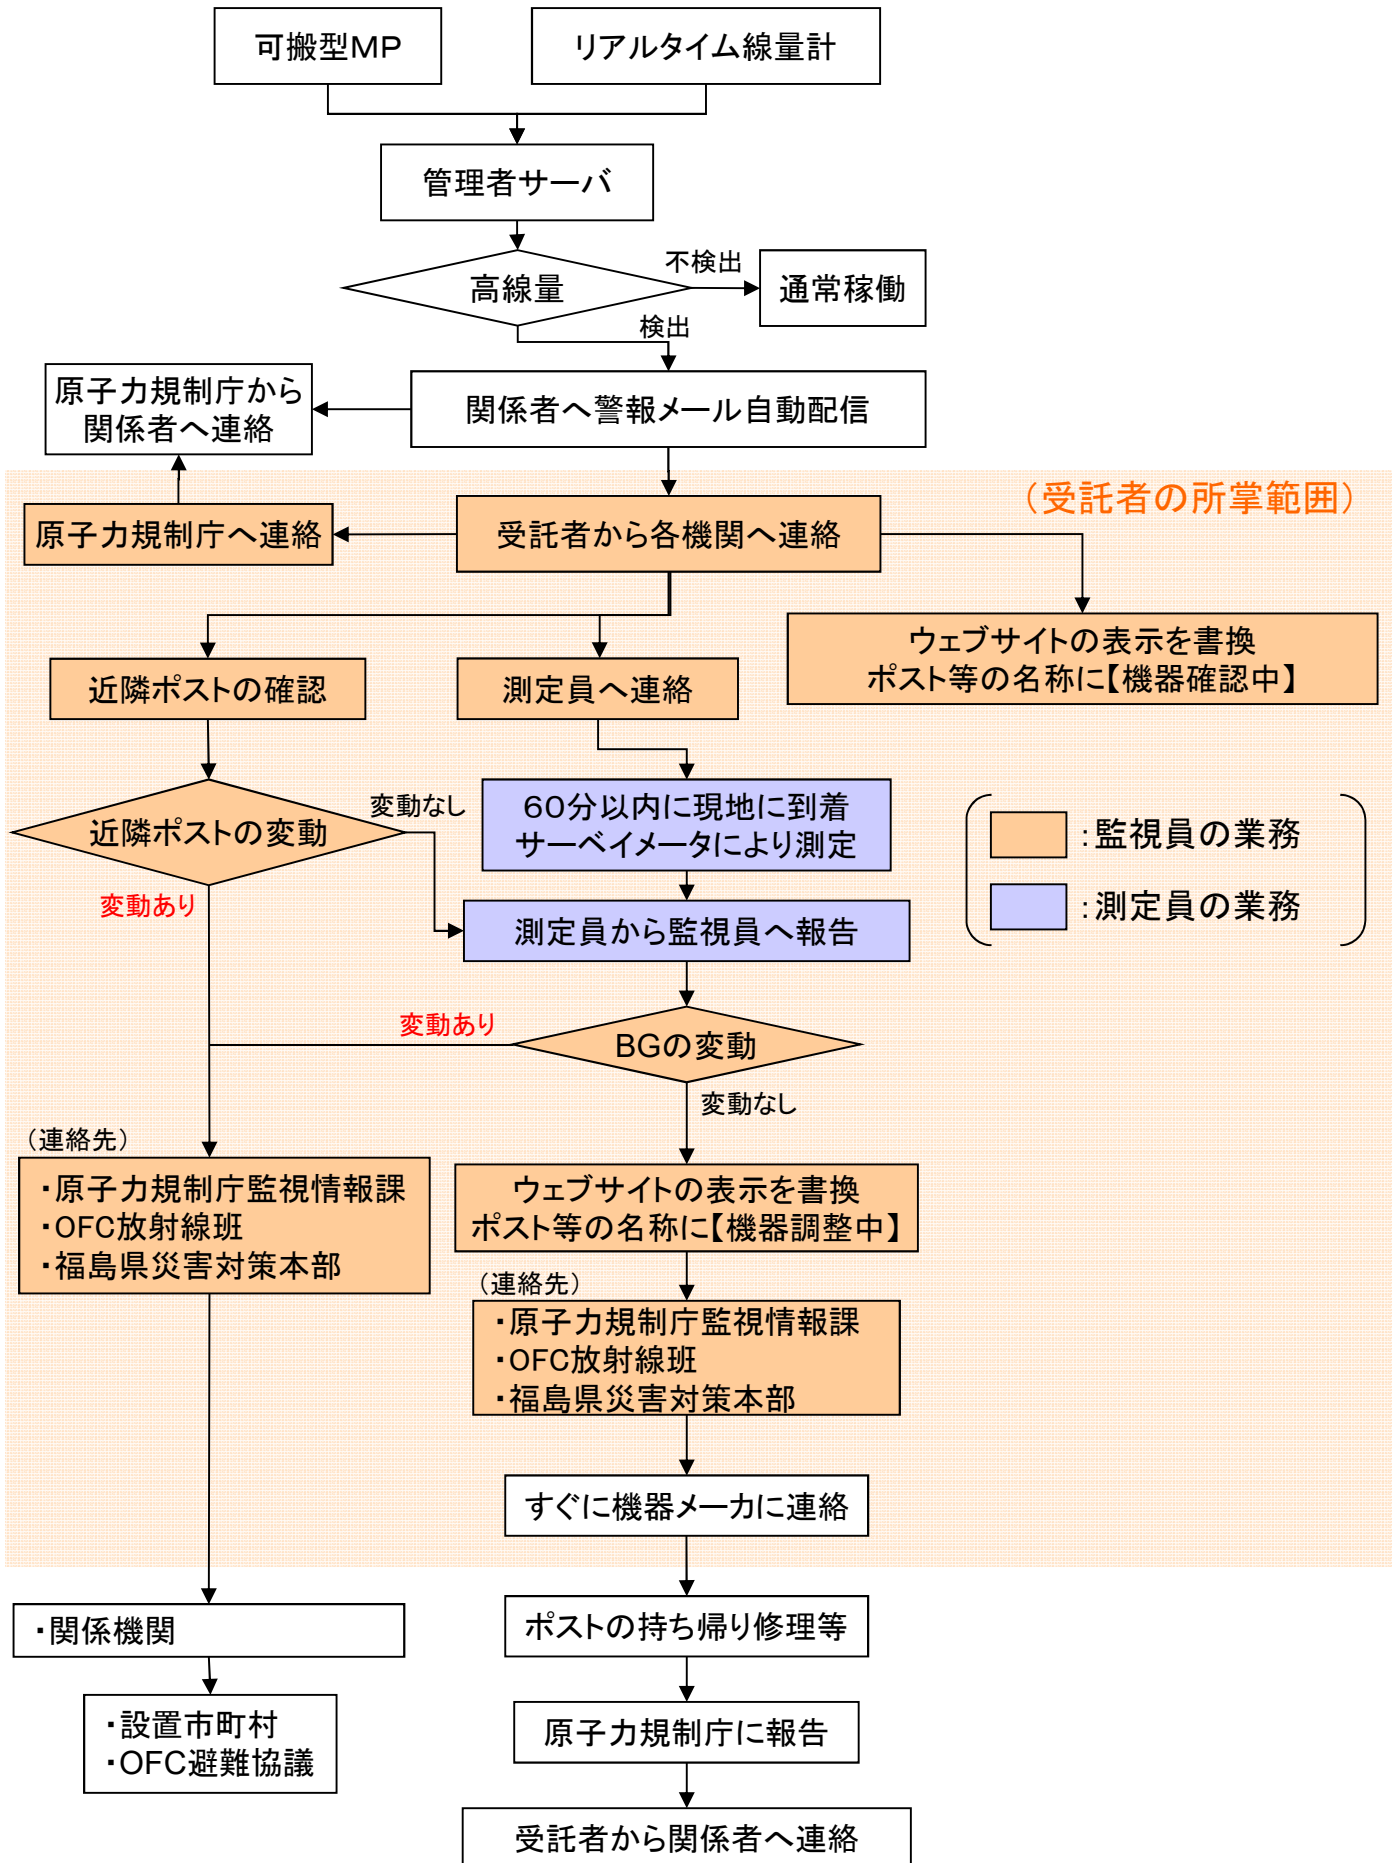 可搬型MP
リアルタイム線量計
管理者サーバ
高線量
不検出
通常稼働
検出
原子力規制庁から
関係者へ連絡
関係者へ警報メール自動配信
（受託者の所掌範囲）
原子力規制庁へ連絡
受託者から各機関へ連絡
ウェブサイトの表示を書換
ポスト等の名称に【機器確認中】
近隣ポストの確認
測定員へ連絡
近隣ポストの変動
変動なし
60分以内に現地に到着
サーベイメータにより測定
：監視員の業務
：測定員の業務
変動あり
測定員から監視員へ報告
変動あり
BGの変動
変動なし
（連絡先）
・原子力規制庁監視情報課
・OFC放射線班
・福島県災害対策本部
ウェブサイトの表示を書換
ポスト等の名称に【機器調整中】
（連絡先）
・原子力規制庁監視情報課
・OFC放射線班
・福島県災害対策本部
すぐに機器メーカに連絡
・関係機関
ポストの持ち帰り修理等
・設置市町村
・OFC避難協議
原子力規制庁に報告
受託者から関係者へ連絡